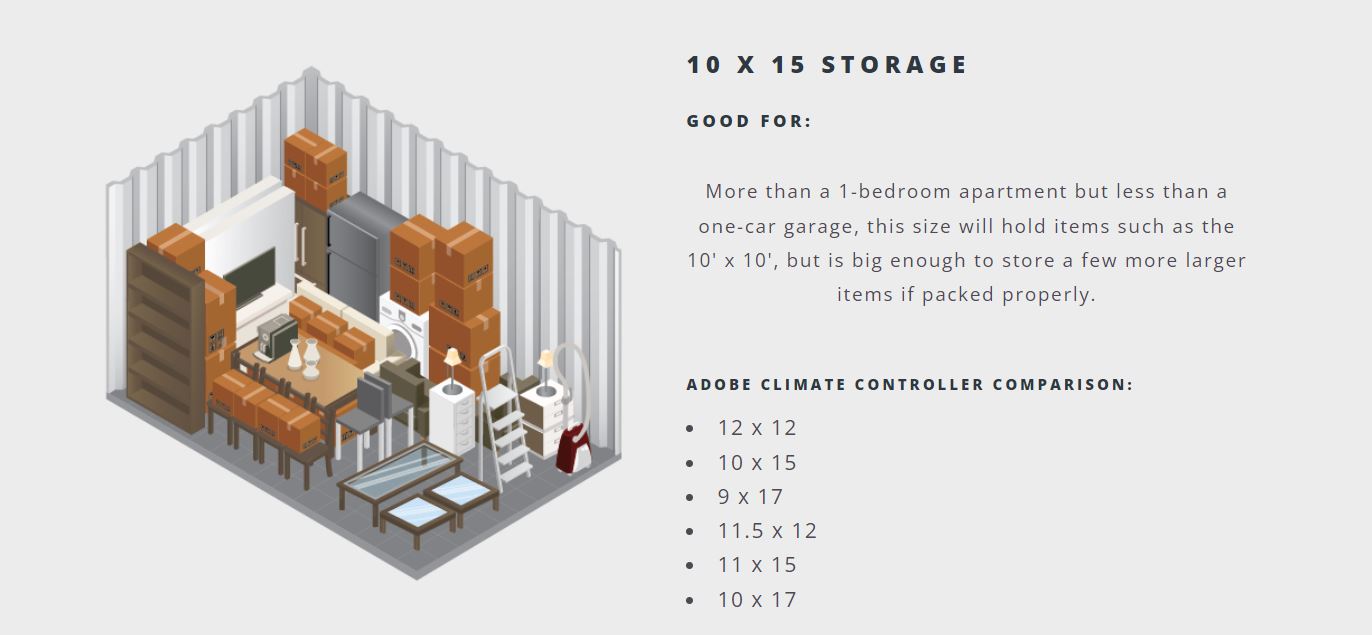 10 X 15 STORAGE
GOOD FOR:
More than a 1-bedroom apartment but less than a
one-car garage, this size will hold items such as the
10' x 10', but is big enough to store a few more larger
items if packed properly.
ADOBE CLIMATE CONTROLLER COMPARISON:
12 x 12
10 x 15
9 x 17
11.5 x 12
11 x 15
10 x 17